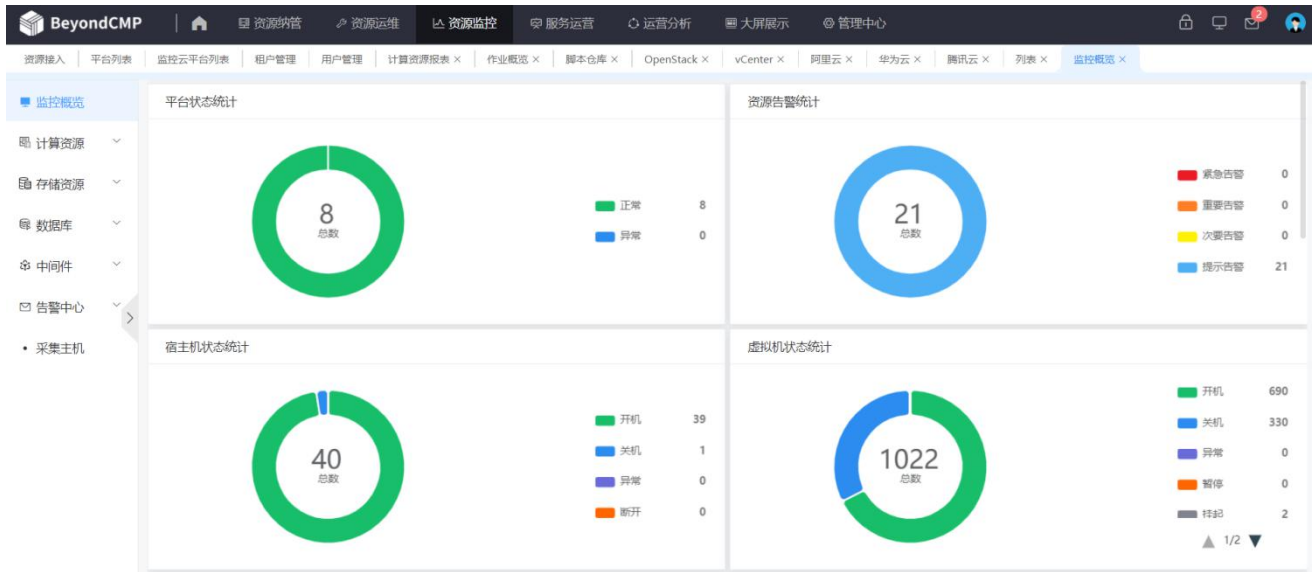 BeyondCMP 资源纳管 资源运维 资源监控 服务运营 运营分析 大屏展示 管理中心 2
资源接入 平台列表 监控云平台列表 租户管理 用户管理 计算资源报表 × 作业概览 × 脚本仓库 × OpenStack × vCenter × 阿里云 × 华为云 × 腾讯云 × 列表 × 监控概览 ×
监控概览
计算资源
存储资源
数据库
中间件
告警中心
采集主机
平台状态统计
8
总数
正常 8
异常 0
资源告警统计
21
总数
紧急告警 0
重要告警 0
次要告警 0
提示告警 21
宿主机状态统计
40
总数
开机 39
关机 1
异常 0
断开 0
虚拟机状态统计
1022
总数
开机 690
关机 330
异常 0
暂停 0
挂起 2
1/2